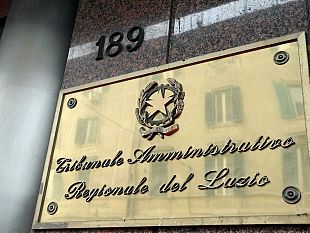 189
Tribunale Amministrativo
Regionale del Lazio